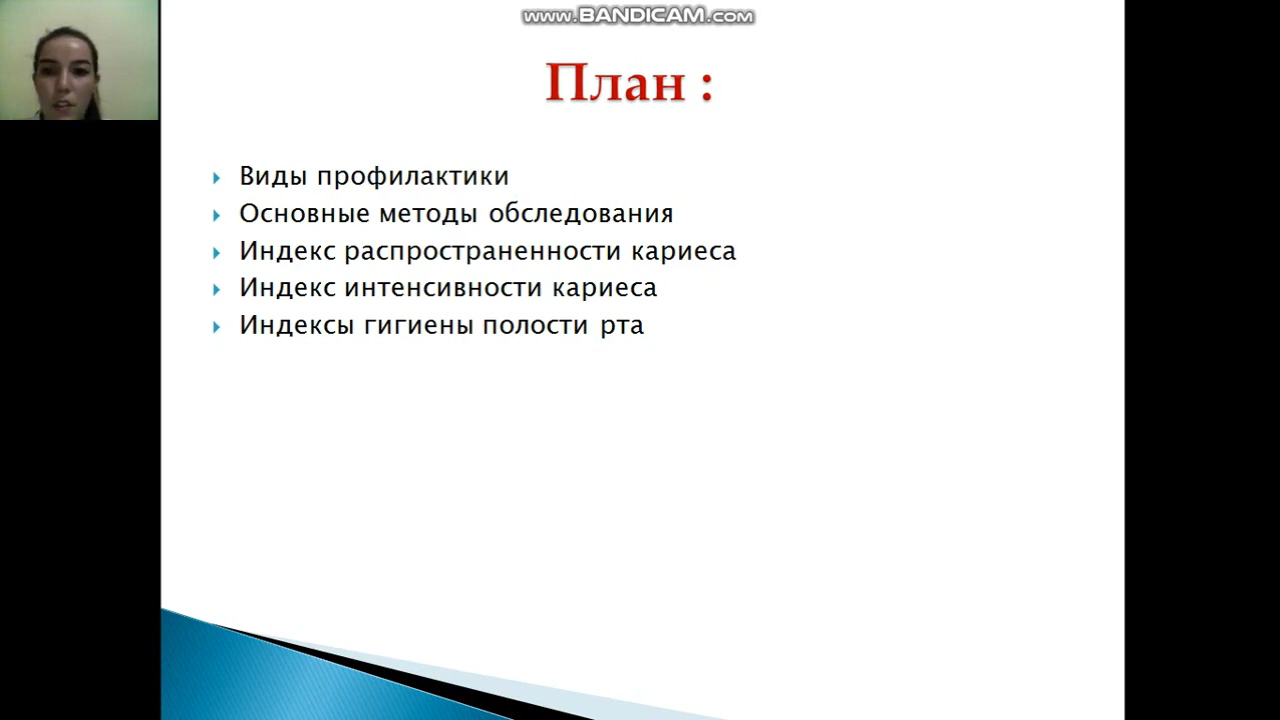 www.BANDICAM.com
План :
Виды профилактики
Основные методы обследования
Индекс распространенности кариеса
Индекс интенсивности кариеса
Индексы гигиены полости рта